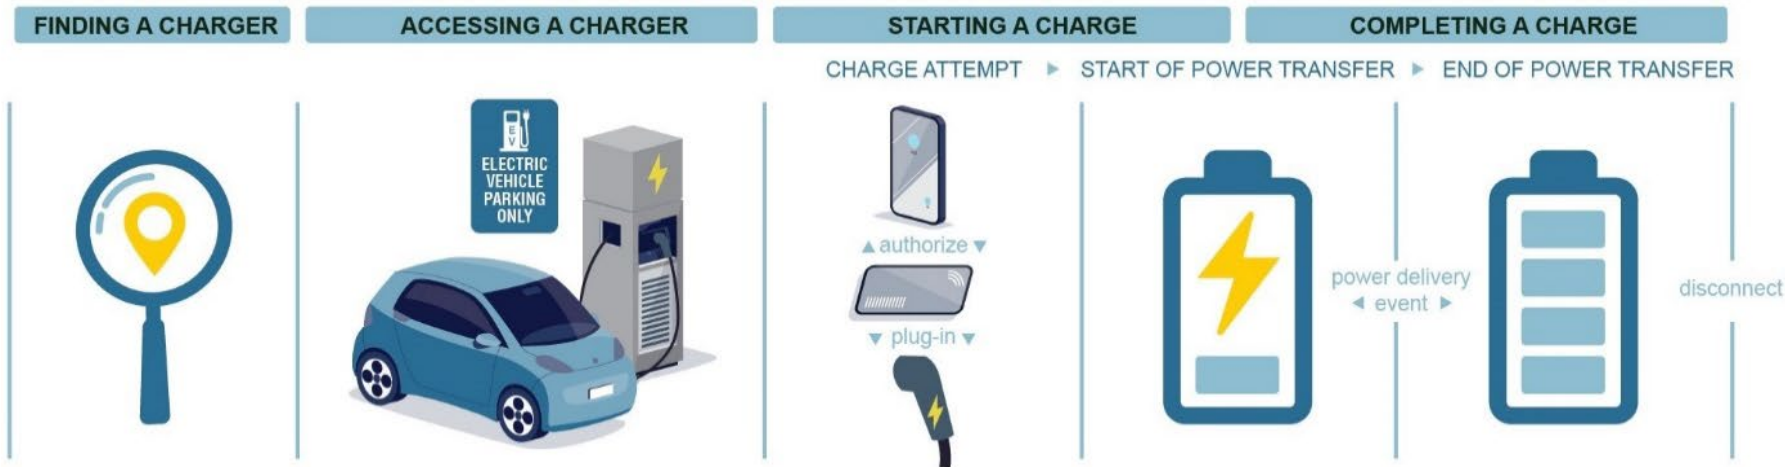 FINDING A CHARGER
ACCESSING A CHARGER
STARTING A CHARGE
COMPLETING A CHARGE
CHARGE ATTEMPT ▶ START OF POWER TRANSFER ▶ END OF POWER TRANSFER
EV
ELECTRIC
VEHICLE
PARKING
ONLY
▲ authorize ▼
▼ plug-in ▼
power delivery
◀ event ▶
disconnect